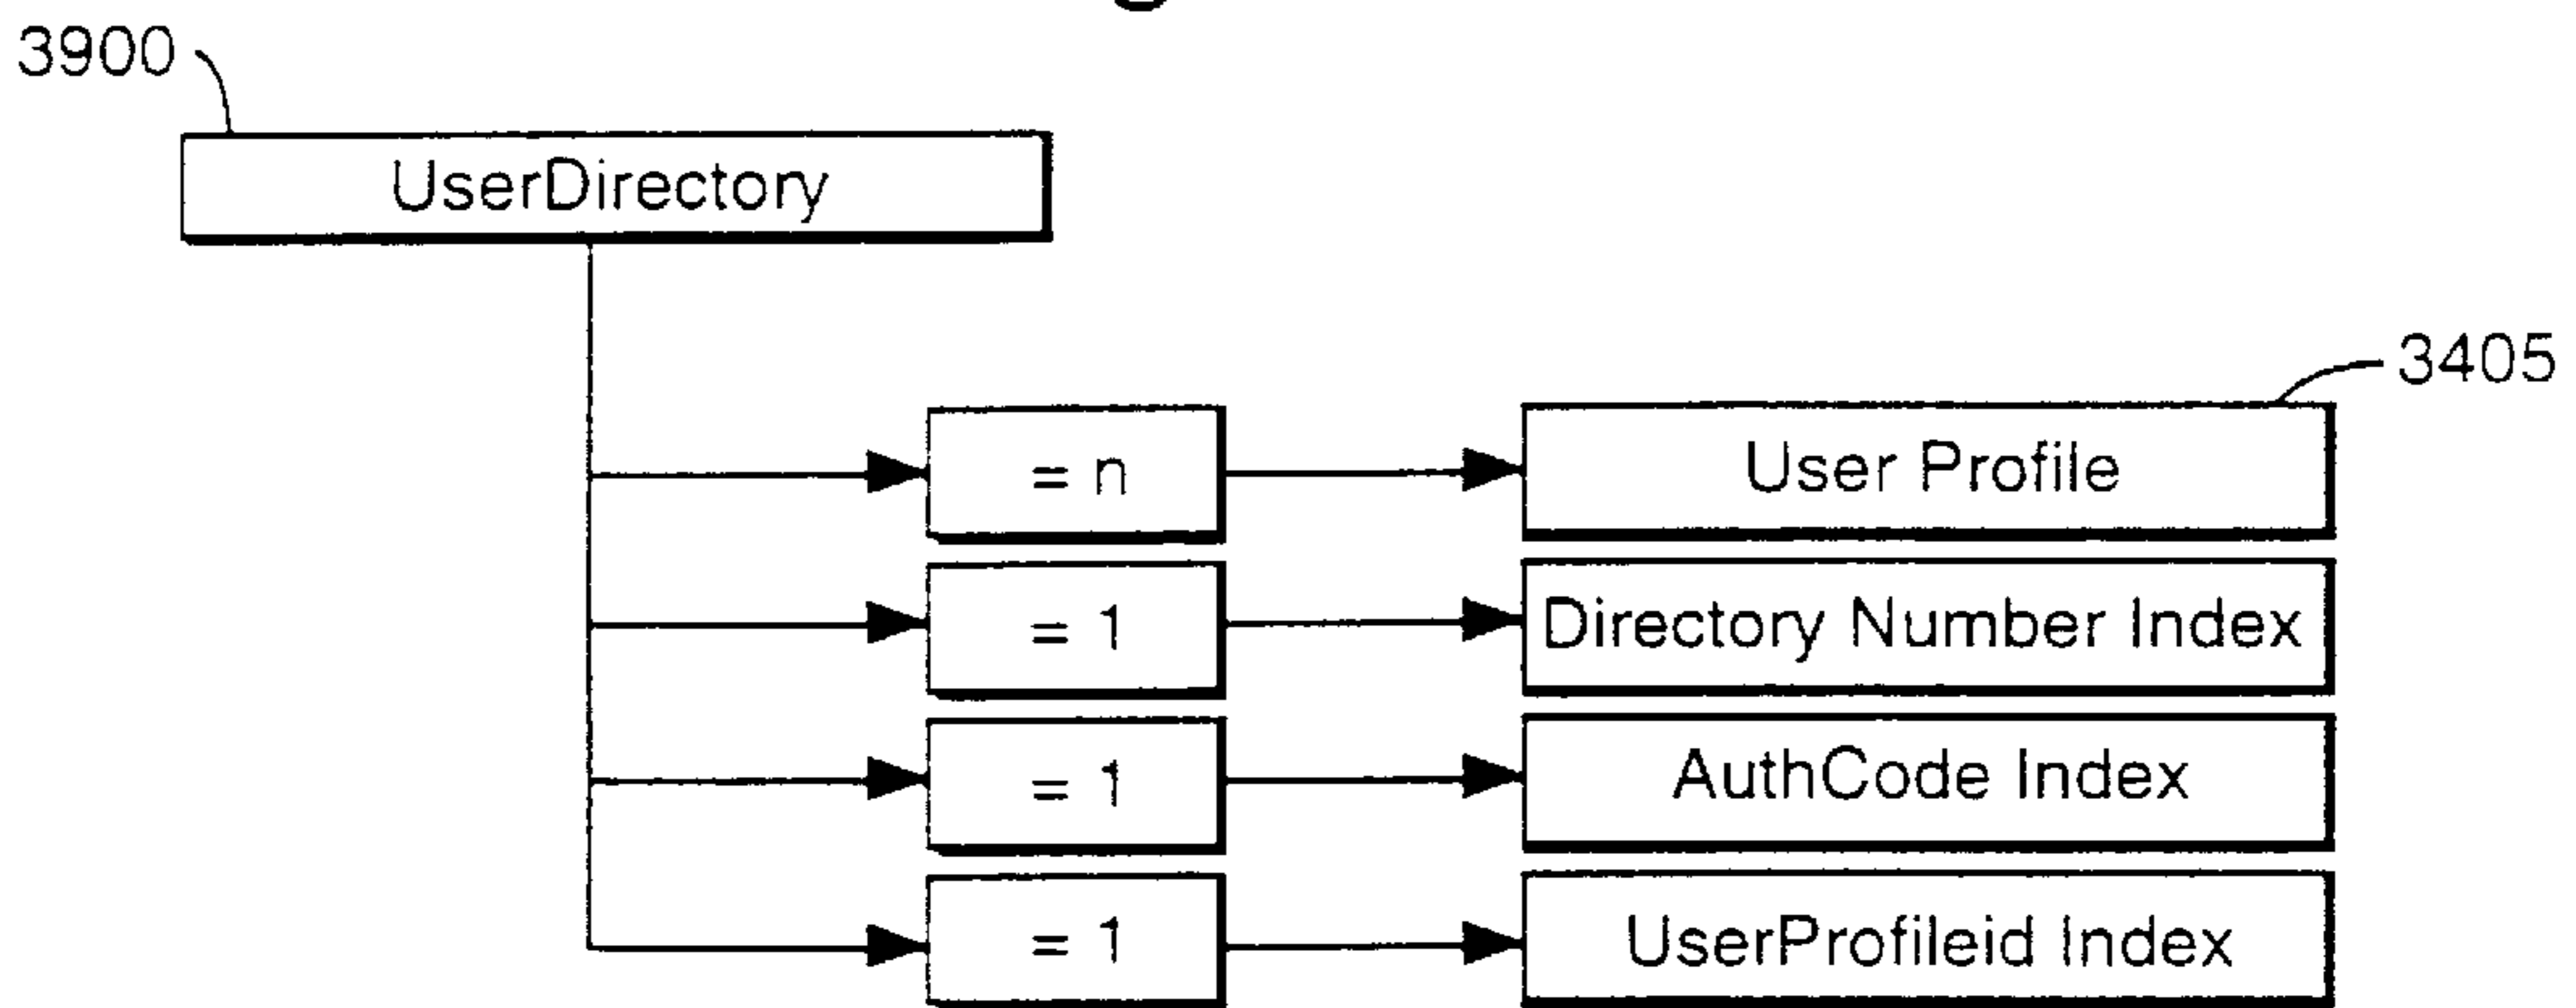 3900
UserDirectory
3405
= n
User Profile
= 1
Directory Number Index
= 1
AuthCode Index
= 1
UserProfileid Index